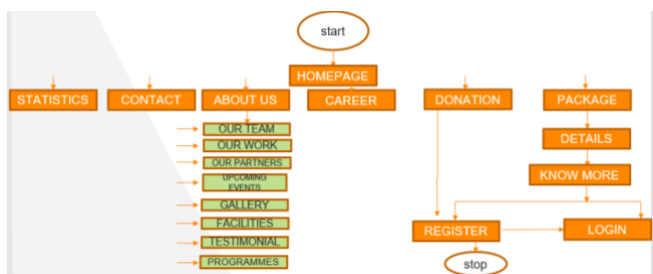 start
HOMEPAGE
STATISTICS
CONTACT
ABOUT US
CAREER
DONATION
PACKAGE
OUR TEAM
OUR WORK
OUR PARTNERS
UPCOMING
EVENTS
GALLERY
FACILITIES
TESTIMONIAL
PROGRAMMES
DETAILS
KNOW MORE
REGISTER
LOGIN
stop